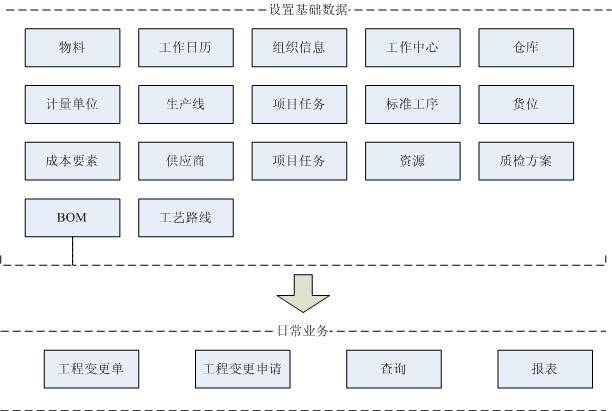 设置基础数据
物料 工作日历 组织信息 工作中心 仓库
计量单位 生产线 项目任务 标准工序 货位
成本要素 供应商 项目任务 资源 质检方案
BOM 工艺路线
日常业务
工程变更单 工程变更申请 查询 报表